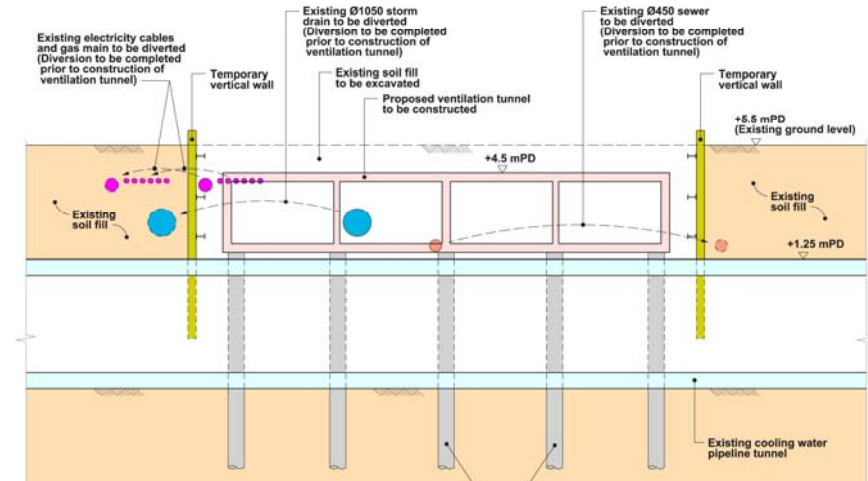 Existing electricity cables
and gas main to be diverted
(Diversion to be completed
prior to construction of
ventilation tunnel)
Temporary
vertical wall
Existing Ø1050 storm
drain to be diverted
(Diversion to be completed
prior to construction of
ventilation tunnel)
Existing soil fill
to be excavated
Proposed ventilation tunnel
to be constructed
Existing Ø450 sewer
to be diverted
(Diversion to be completed
prior to construction of
ventilation tunnel)
Temporary
vertical wall
+5.5 mPD
(Existing ground level)
+4.5 mPD
Existing
soil fill
Existing
soil fill
+1.25 mPD
Existing cooling water
pipeline tunnel